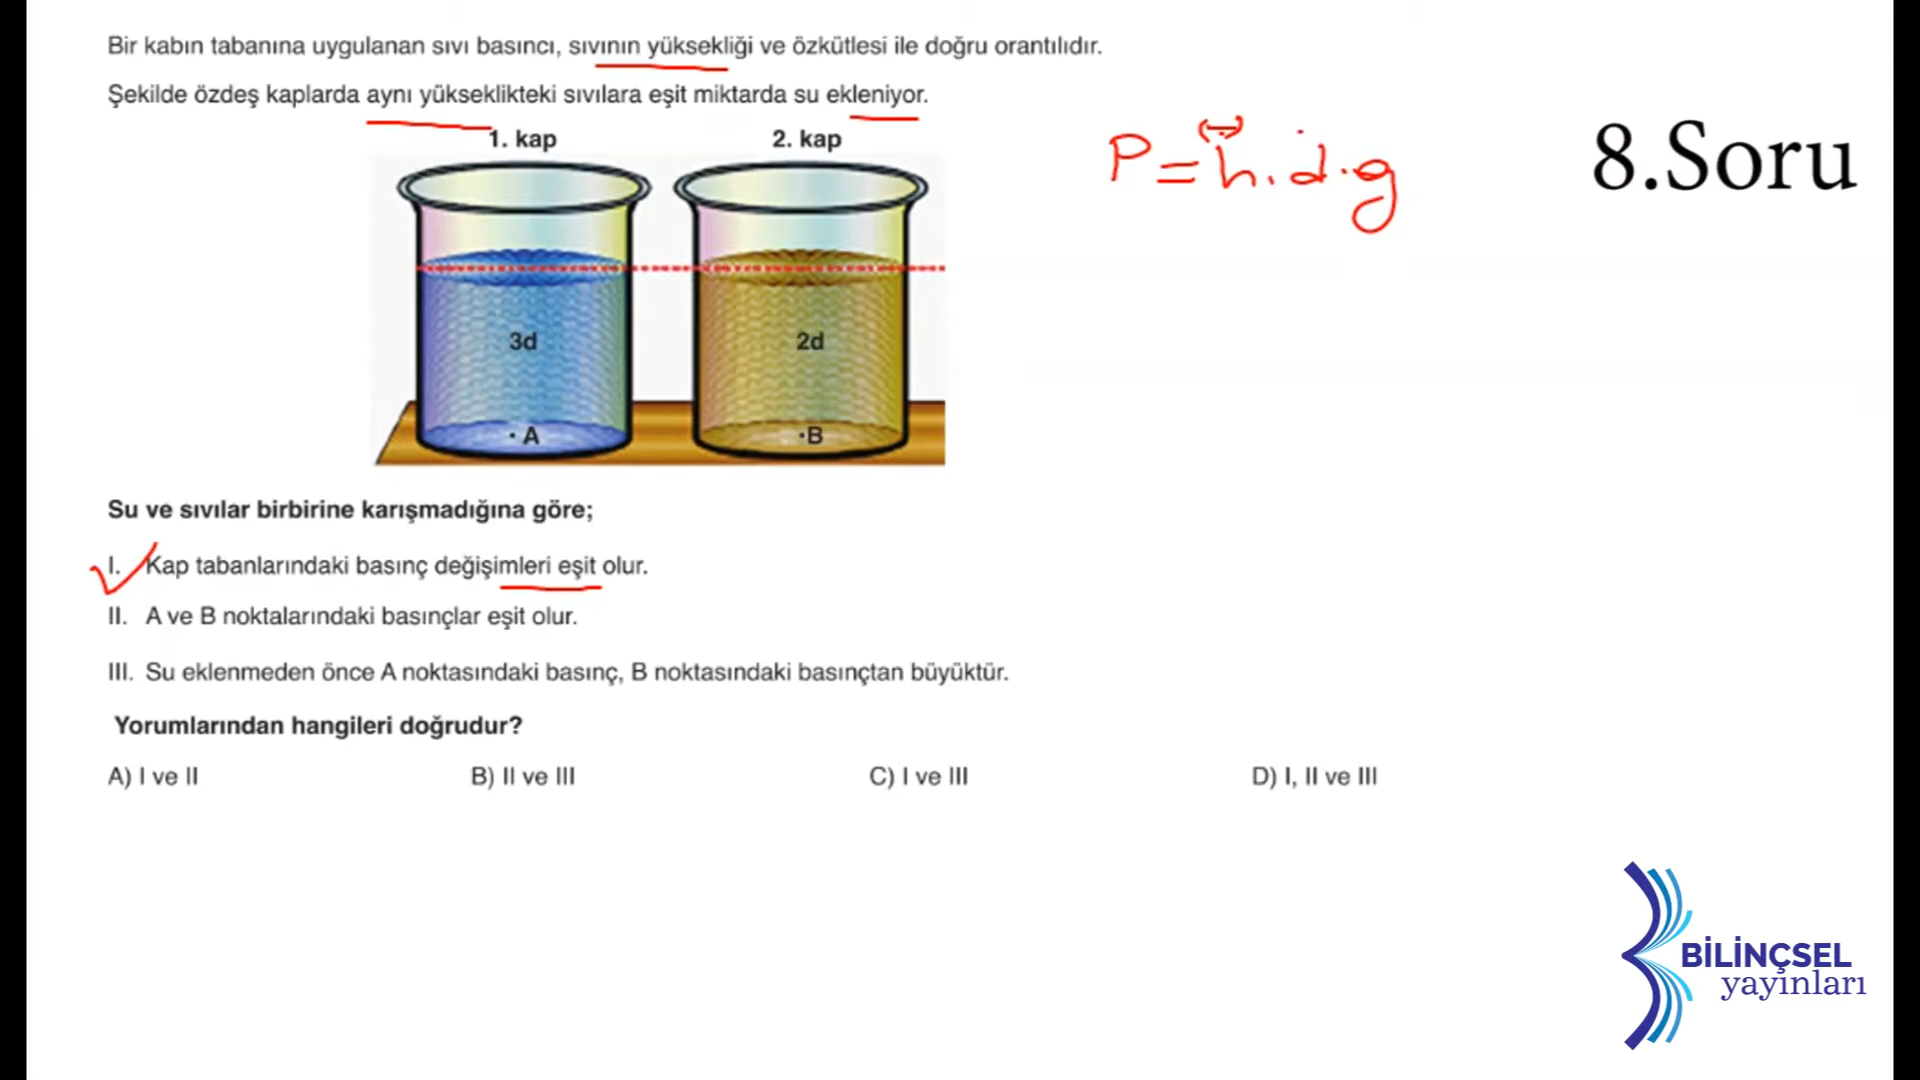 Bir kabın tabanına uygulanan sıvı basıncı, sıvının yüksekliği ve özkütlesi ile doğru orantılıdır.
Şekilde özdeş kaplarda aynı yükseklikteki sıvılara eşit miktarda su ekleniyor.
1. kap 2. kap
P = h . d . g
8.Soru
3d 2d
A B
Su ve sıvılar birbirine karışmadığına göre;
I. Kap tabanlarındaki basınç değişimleri eşit olur.
II. A ve B noktalarındaki basınçlar eşit olur.
III. Su eklenmeden önce A noktasındaki basınç, B noktasındaki basınçtan büyüktür.
Yorumlarından hangileri doğrudur?
A) I ve II B) II ve III C) I ve III D) I, II ve III
BİLİNÇSEL
yayınları